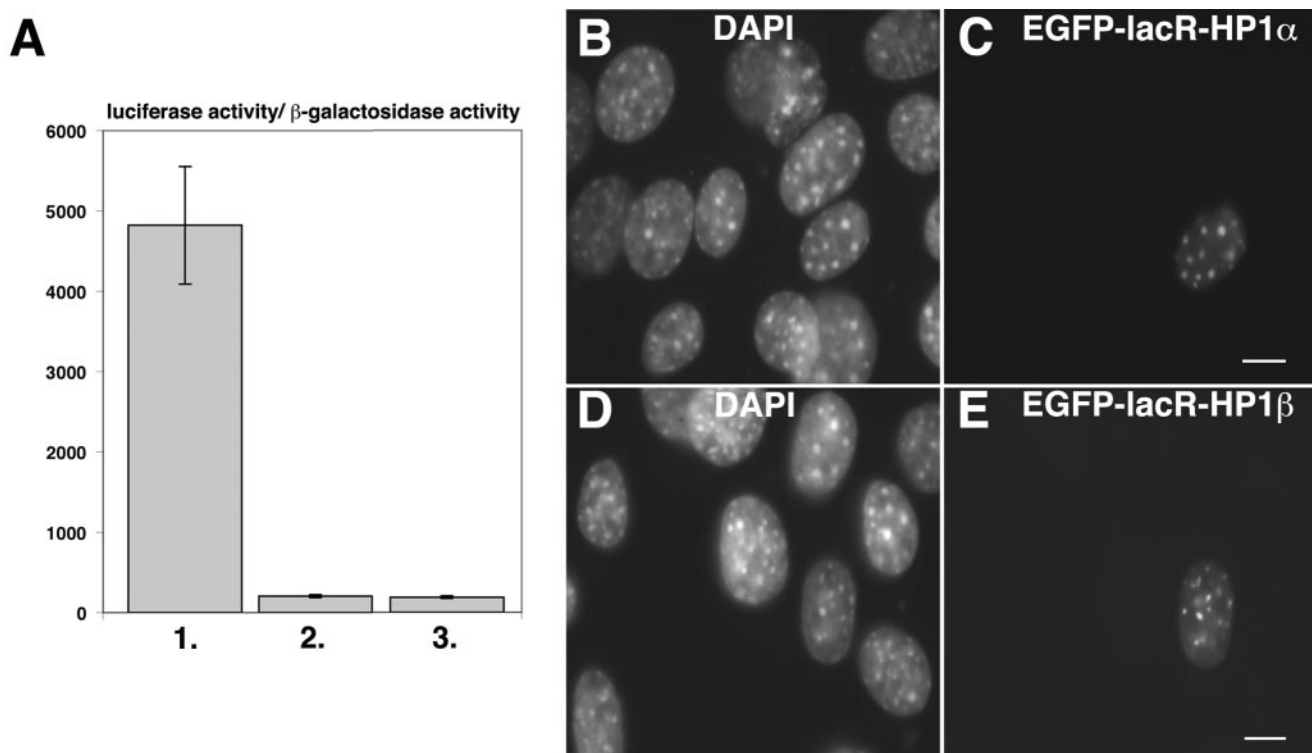 A
luciferase activity/ β-galactosidase activity
6000
5000
4000
3000
2000
1000
0
1.
2.
3.
B
DAPI
C
EGFP-lacR-HP1α
D
DAPI
E
EGFP-lacR-HP1β